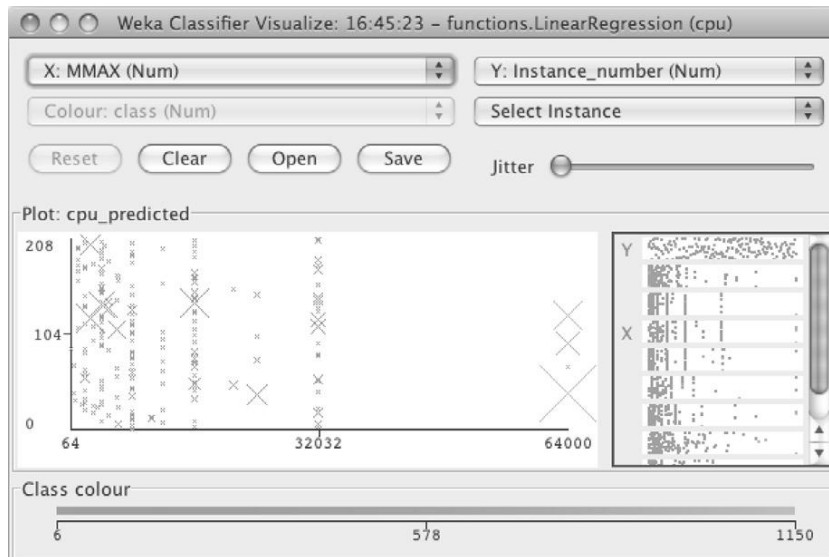 Weka Classifier Visualize: 16:45:23 – functions.LinearRegression (cpu)
X: MMAX (Num) Y: Instance_number (Num)
Colour: class (Num) Select Instance
Reset Clear Open Save Jitter
Plot: cpu_predicted
208
104
0
64 32032 64000
Y
X
Class colour
6 578 1150